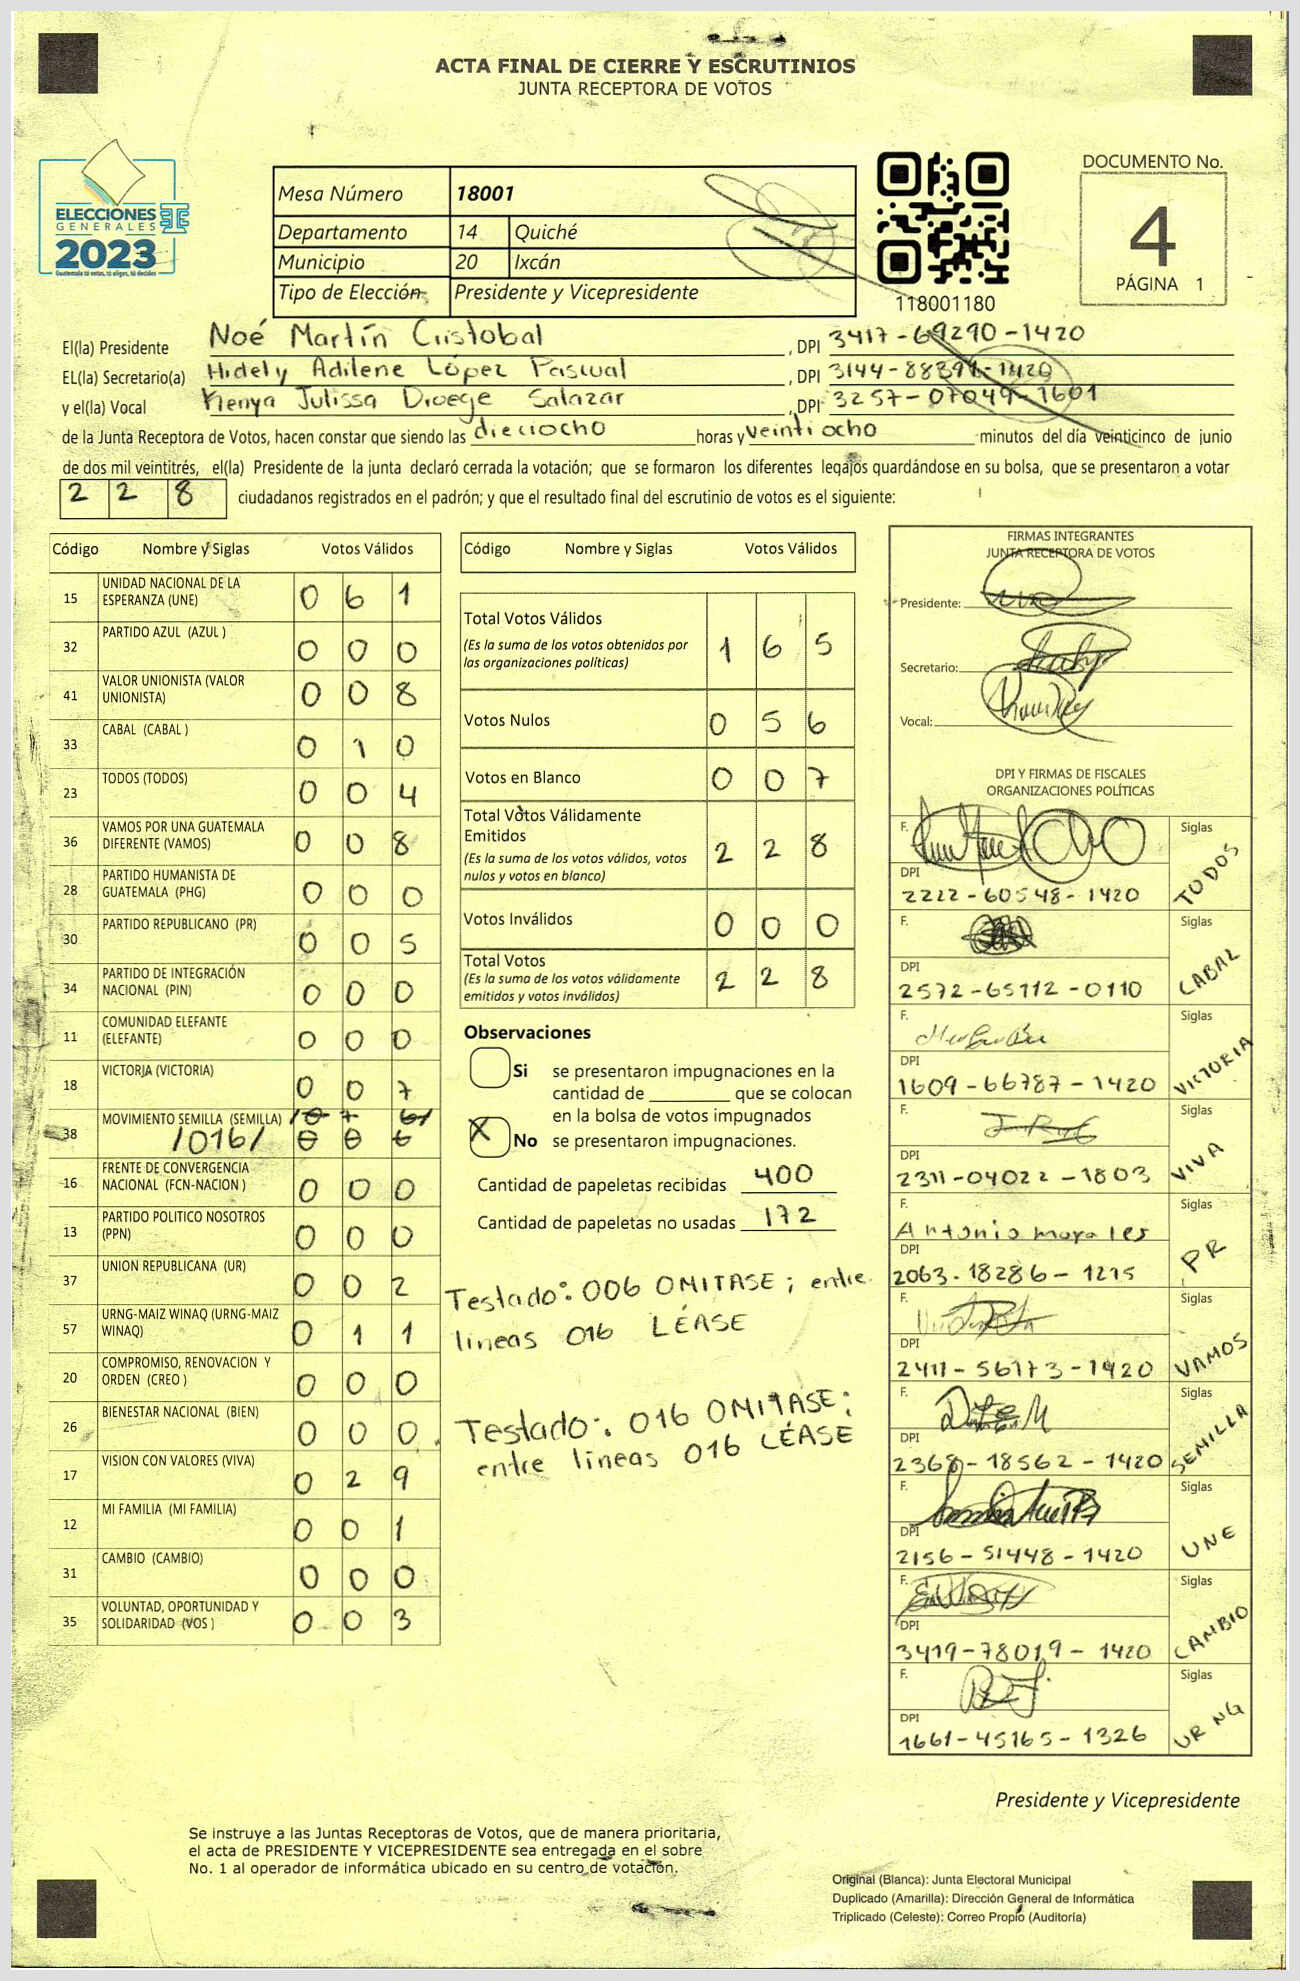 ACTA FINAL DE CIERRE Y ESCRUTINIOS
JUNTA RECEPTORA DE VOTOS
ELECCIONES
GENERALES
2023
Guatemala tú votas, tú eliges, tú decides
Mesa Número 18001
Departamento 14 Quiché
Municipio 20 Ixcán
Tipo de Elección Presidente y Vicepresidente
118001180
DOCUMENTO No.
4
PÁGINA 1
El(la) Presidente Noé Martín Cristobal , DPI 3417-69290-1420
EL(la) Secretario(a) Hidely Adilene López Pascual , DPI 3144-88391-1420
y el(la) Vocal Kenya Julissa Droege Salazar , DPI 3257-07049-1601
de la Junta Receptora de Votos, hacen constar que siendo las dieciocho horas y veintiocho minutos del día veinticinco de junio
de dos mil veintitrés, el(la) Presidente de la junta declaró cerrada la votación; que se formaron los diferentes legajos quardándose en su bolsa, que se presentaron a votar
2 2 8 ciudadanos registrados en el padrón; y que el resultado final del escrutinio de votos es el siguiente:
Código Nombre y Siglas Votos Válidos
15 UNIDAD NACIONAL DE LA ESPERANZA (UNE) 0 6 1
32 PARTIDO AZUL (AZUL ) 0 0 0
41 VALOR UNIONISTA (VALOR UNIONISTA) 0 0 8
33 CABAL (CABAL ) 0 1 0
23 TODOS (TODOS) 0 0 4
36 VAMOS POR UNA GUATEMALA DIFERENTE (VAMOS) 0 0 8
28 PARTIDO HUMANISTA DE GUATEMALA (PHG) 0 0 0
30 PARTIDO REPUBLICANO (PR) 0 0 5
34 PARTIDO DE INTEGRACIÓN NACIONAL (PIN) 0 0 0
11 COMUNIDAD ELEFANTE (ELEFANTE) 0 0 0
18 VICTORIA (VICTORIA) 0 0 7
38 MOVIMIENTO SEMILLA (SEMILLA) /016/ 0 0 6
16 FRENTE DE CONVERGENCIA NACIONAL (FCN-NACION ) 0 0 0
13 PARTIDO POLITICO NOSOTROS (PPN) 0 0 0
37 UNION REPUBLICANA (UR) 0 0 2
57 URNG-MAIZ WINAQ (URNG-MAIZ WINAQ) 0 1 1
20 COMPROMISO, RENOVACION Y ORDEN (CREO ) 0 0 0
26 BIENESTAR NACIONAL (BIEN) 0 0 0
17 VISION CON VALORES (VIVA) 0 2 9
12 MI FAMILIA (MI FAMILIA) 0 0 1
31 CAMBIO (CAMBIO) 0 0 0
35 VOLUNTAD, OPORTUNIDAD Y SOLIDARIDAD (VOS ) 0 0 3
Código Nombre y Siglas Votos Válidos
Total Votos Válidos 1 6 5
(Es la suma de los votos obtenidos por
las organizaciones políticas)
Votos Nulos 0 5 6
Votos en Blanco 0 0 7
Total Votos Válidamente
Emitidos 2 2 8
(Es la suma de los votos válidos, votos
nulos y votos en blanco)
Votos Inválidos 0 0 0
Total Votos 2 2 8
(Es la suma de los votos válidamente
emitidos y votos inválidos)
Observaciones
Si se presentaron impugnaciones en la
cantidad de ________ que se colocan
en la bolsa de votos impugnados
X No se presentaron impugnaciones.
Cantidad de papeletas recibidas 400
Cantidad de papeletas no usadas 172
Testado: 006 OMITASE; entre
lineas 016 LÉASE
Testado: 016 OMITASE;
entre lineas 016 LÉASE
FIRMAS INTEGRANTES
JUNTA RECEPTORA DE VOTOS
Presidente:
Secretario:
Vocal:
DPI Y FIRMAS DE FISCALES
ORGANIZACIONES POLÍTICAS
F. Siglas
DPI TODOS
2222-60548-1420
F. Siglas
DPI CABAL
2572-65112-0110
F. Siglas
DPI VICTORIA
1609-66787-1420
F. Siglas
DPI VIVA
2311-04022-1803
F. Antonio morales Siglas
DPI PR
2063-18286-1215
F. Siglas
DPI VAMOS
2411-56173-1420
F. Siglas
DPI SEMILLA
2368-18562-1420
F. Siglas
DPI UNE
2156-51448-1420
F. Siglas
DPI CAMBIO
3419-78019-1420
F. Siglas
DPI URNG
1661-45165-1326
Presidente y Vicepresidente
Se instruye a las Juntas Receptoras de Votos, que de manera prioritaria,
el acta de PRESIDENTE Y VICEPRESIDENTE sea entregada en el sobre
No. 1 al operador de informática ubicado en su centro de votación.
Original (Blanca): Junta Electoral Municipal
Duplicado (Amarilla): Dirección General de Informática
Triplicado (Celeste): Correo Propio (Auditoría)